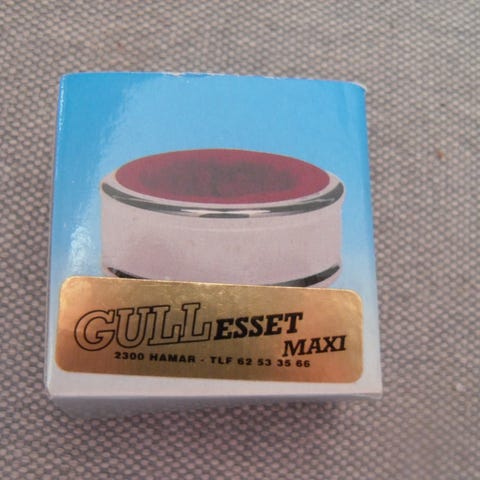 GULLESSET
MAXI
2300 HAMAR - TLF 62 53 35 66